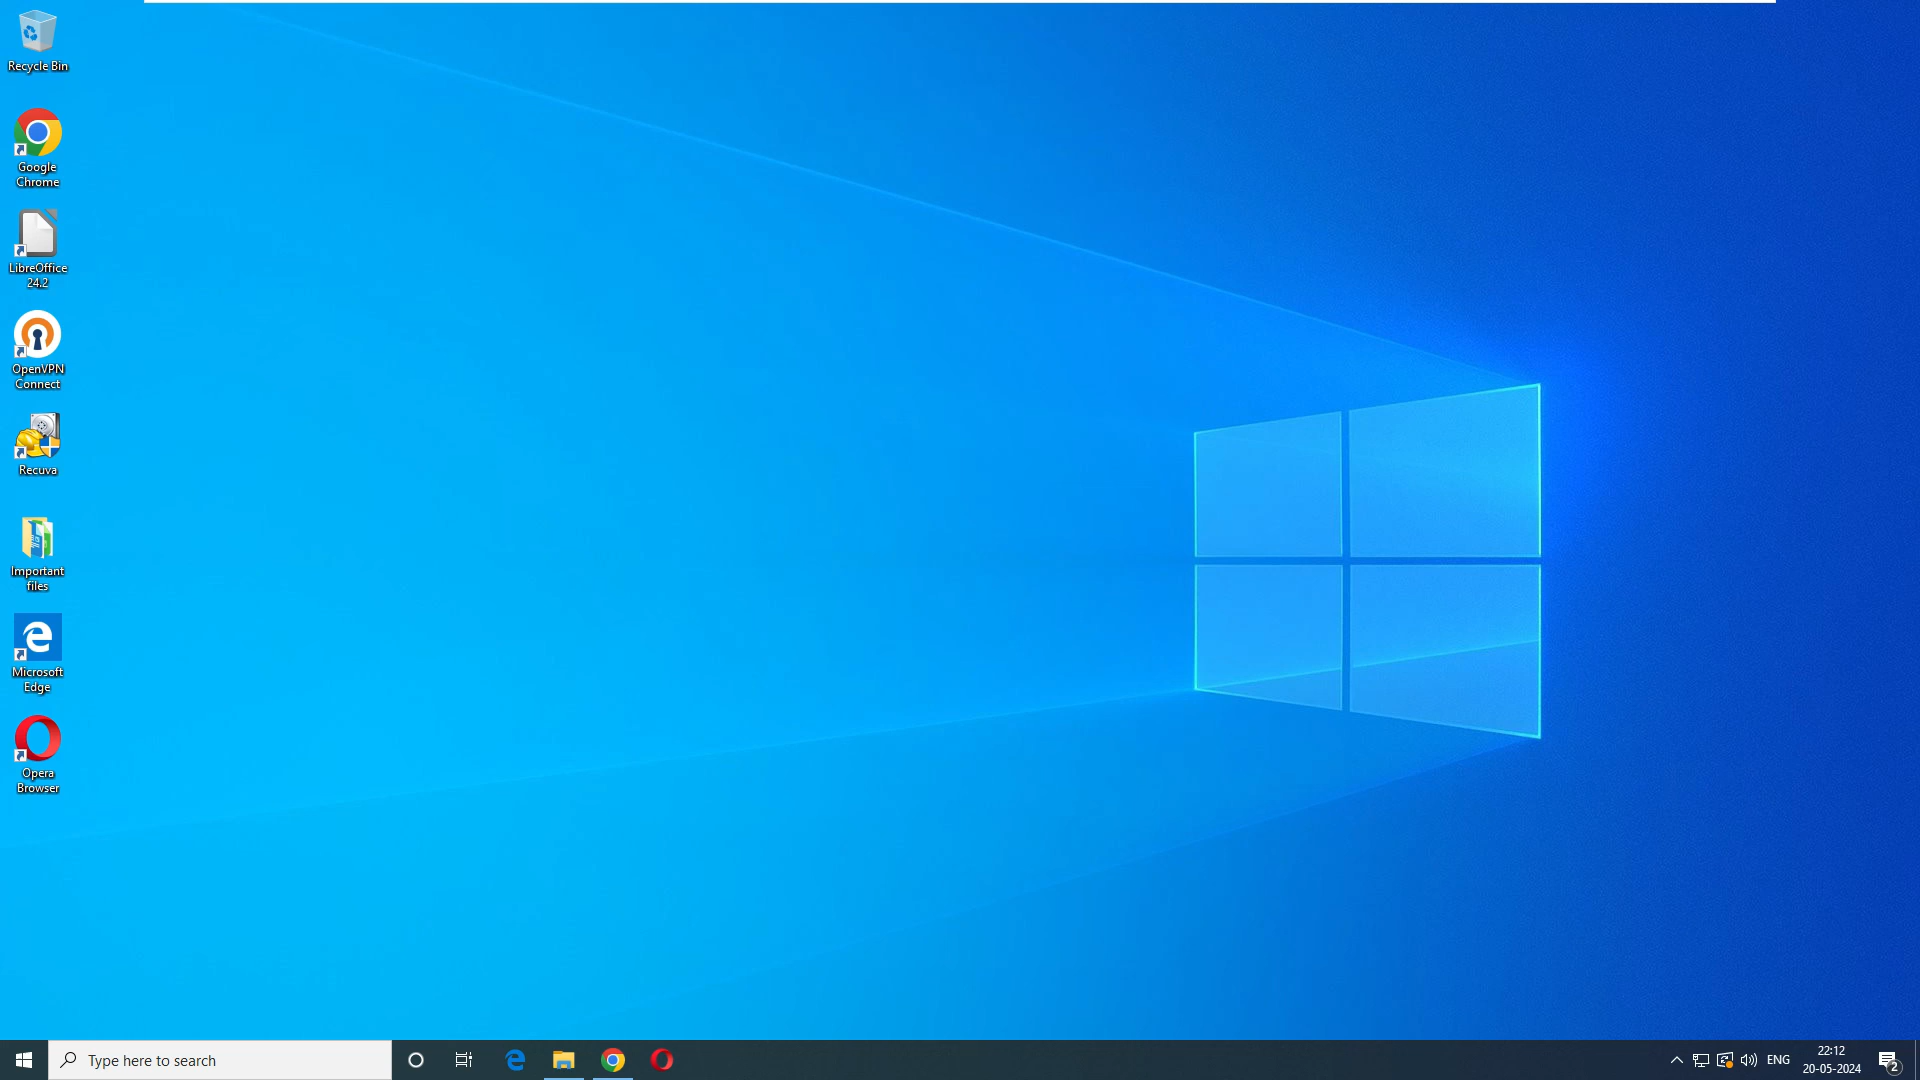 Recycle Bin
Google
Chrome
LibreOffice
24.2
OpenVPN
Connect
Recuva
Important
files
Microsoft
Edge
Opera
Browser
Type here to search
ENG
22:12
20-05-2024
2